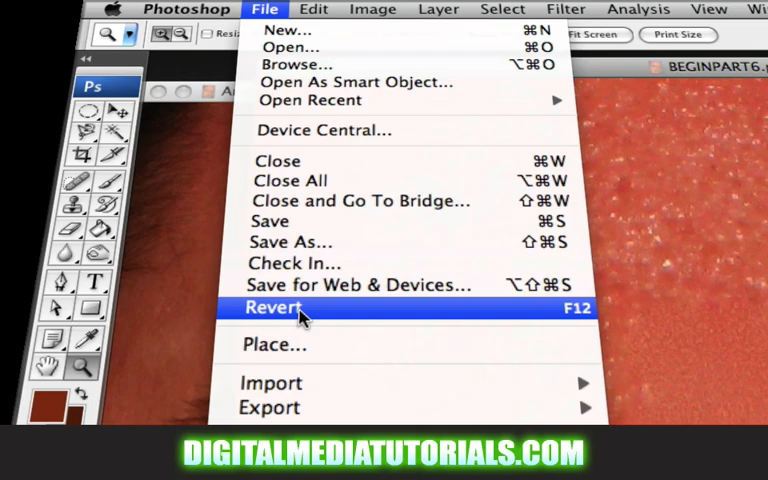 Photoshop File Edit Image Layer Select Filter Analysis View
Fit Screen Print Size
BEGINPART6
Ps
New... ⌘N
Open... ⌘O
Browse... ⌥⌘O
Open As Smart Object...
Open Recent
Device Central...
Close ⌘W
Close All ⌥⌘W
Close and Go To Bridge... ⇧⌘W
Save ⌘S
Save As... ⇧⌘S
Check In...
Save for Web & Devices... ⌥⇧⌘S
Revert F12
Place...
Import
Export
DIGITALMEDIATUTORIALS.COM